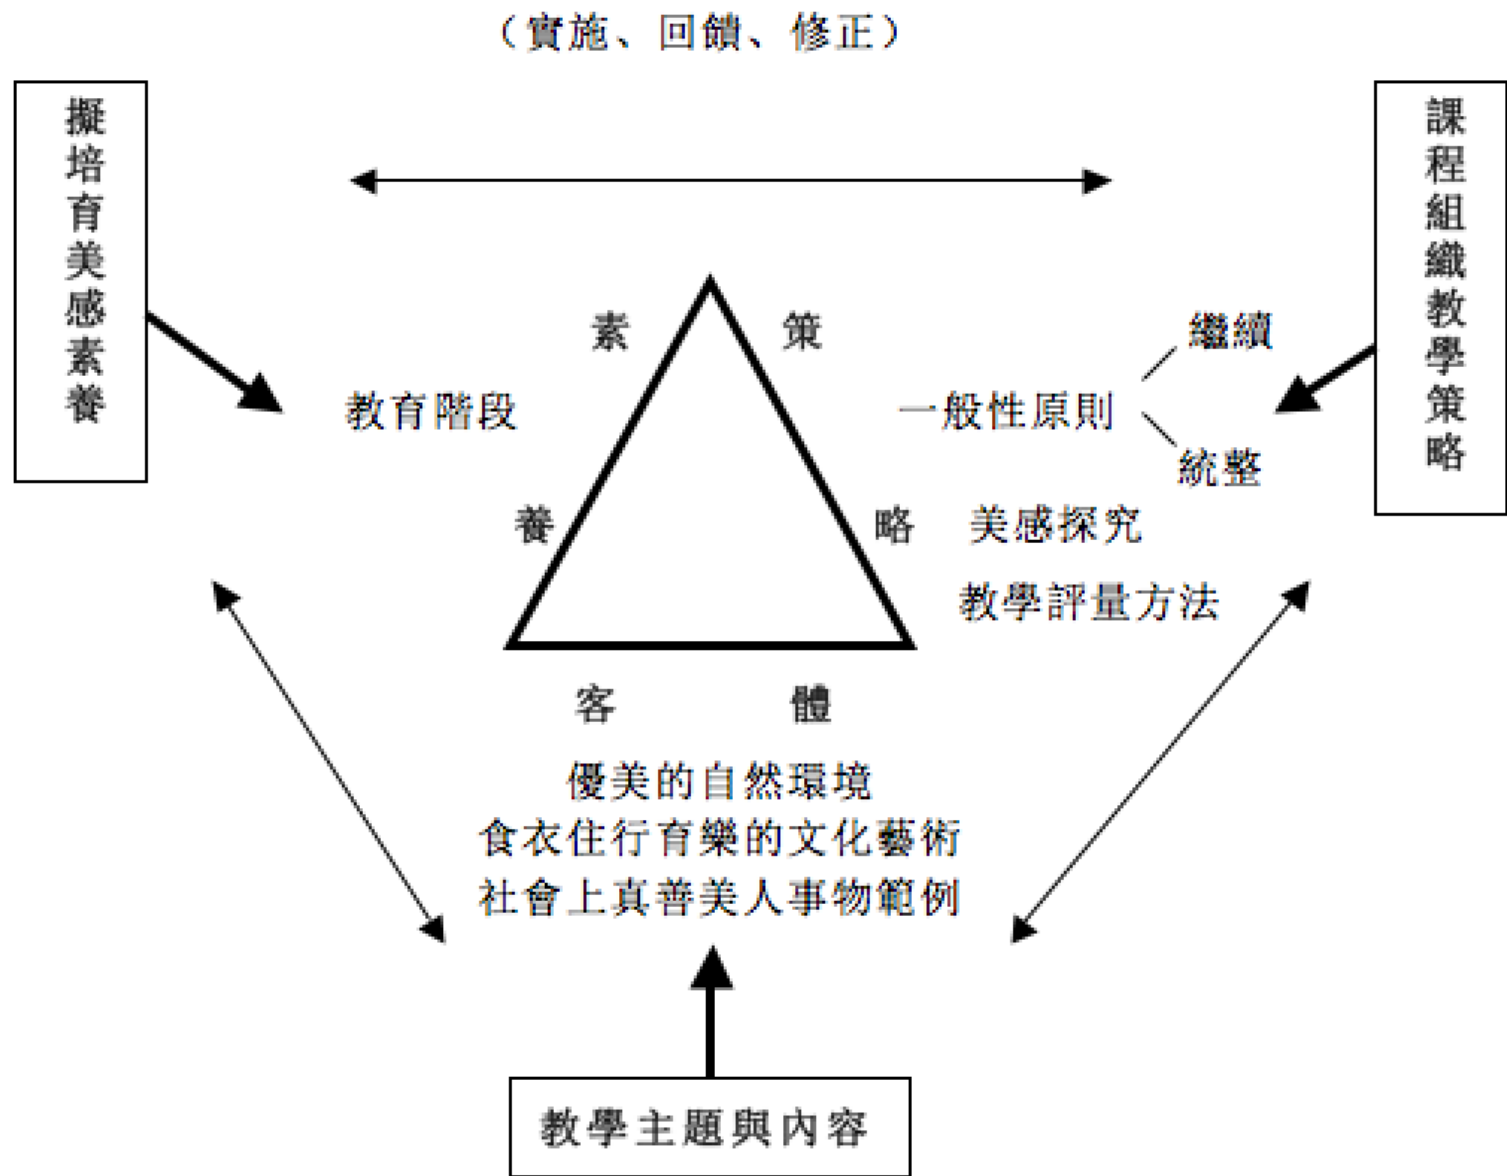 （實施、回饋、修正）
擬培育美感素養
課程組織教學策略
素養
策略
教育階段
一般性原則
繼續
統整
美感探究
教學評量方法
客體
優美的自然環境
食衣住行育樂的文化藝術
社會上真善美人事物範例
教學主題與內容